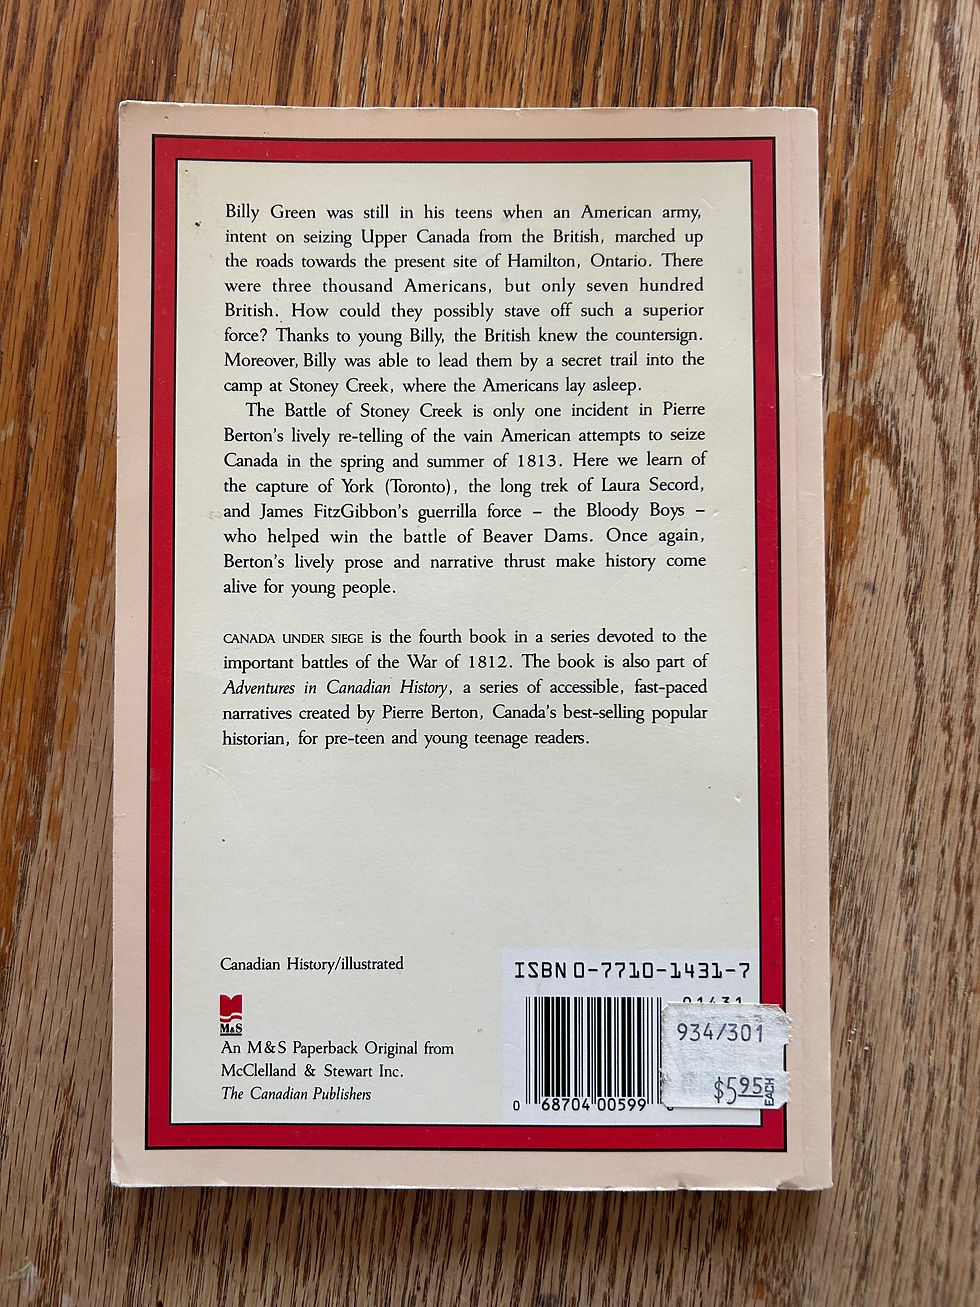 Billy Green was still in his teens when an American army,
intent on seizing Upper Canada from the British, marched up
the roads towards the present site of Hamilton, Ontario. There
were three thousand Americans, but only seven hundred
British. How could they possibly stave off such a superior
force? Thanks to young Billy, the British knew the countersign.
Moreover, Billy was able to lead them by a secret trail into the
camp at Stoney Creek, where the Americans lay asleep.
The Battle of Stoney Creek is only one incident in Pierre
Berton's lively re-telling of the vain American attempts to seize
Canada in the spring and summer of 1813. Here we learn of
the capture of York (Toronto), the long trek of Laura Secord,
and James FitzGibbon's guerrilla force – the Bloody Boys –
who helped win the battle of Beaver Dams. Once again,
Berton's lively prose and narrative thrust make history come
alive for young people.
CANADA UNDER SIEGE is the fourth book in a series devoted to the
important battles of the War of 1812. The book is also part of
Adventures in Canadian History, a series of accessible, fast-paced
narratives created by Pierre Berton, Canada's best-selling popular
historian, for pre-teen and young teenage readers.
Canadian History/illustrated
M&S
An M&S Paperback Original from
McClelland & Stewart Inc.
The Canadian Publishers
ISBN 0-7710-1431-7
01431
934/301
$5.95 EACH
0 68704 00599